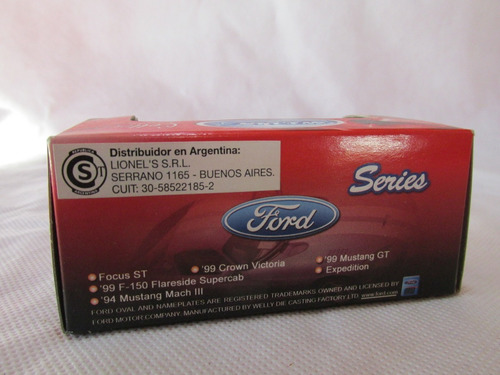 Distribuidor en Argentina:
LIONEL'S S.R.L.
SERRANO 1165 - BUENOS AIRES.
CUIT: 30-58522185-2
S
T
Series
Ford
Focus ST
'99 Crown Victoria
'99 Mustang GT
'99 F-150 Flareside Supercab
Expedition
'94 Mustang Mach III
FORD OVAL AND NAMEPLATES ARE REGISTERED TRADEMARKS OWNED AND LICENSED BY
FORD MOTOR COMPANY. MANUFACTURED BY WELLY DIE CASTING FACTORY LTD. www.ford.com